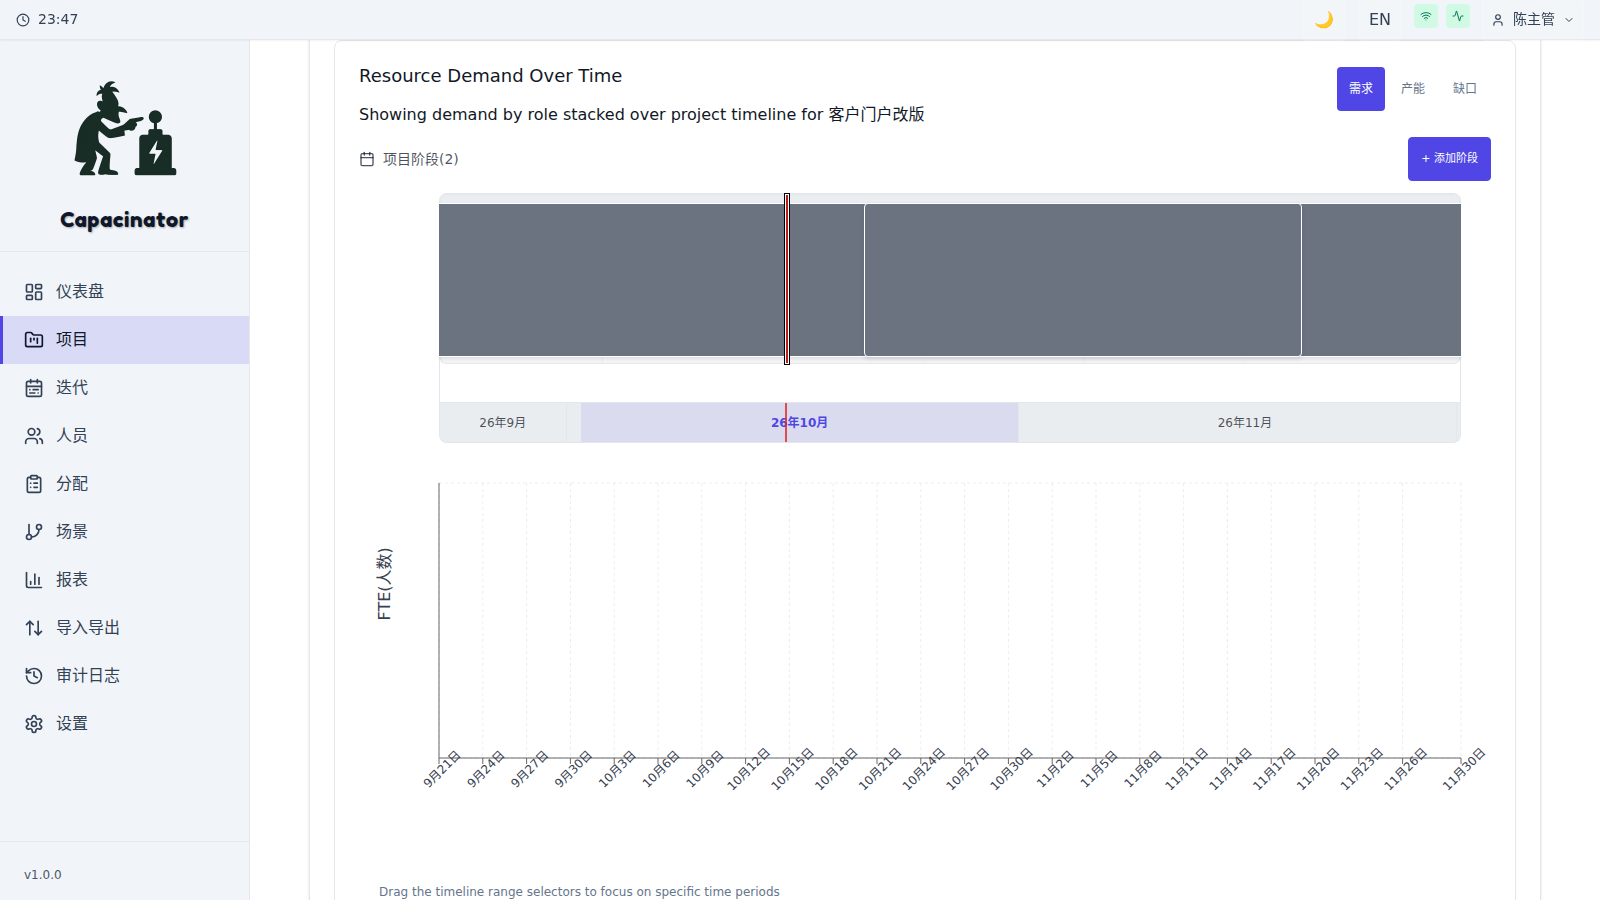 23:47
EN
陈主管
Capacinator
仪表盘
项目
迭代
人员
分配
场景
报表
导入导出
审计日志
设置
v1.0.0
Resource Demand Over Time
Showing demand by role stacked over project timeline for 客户门户改版
需求
产能
缺口
项目阶段(2)
+ 添加阶段
26年9月
26年10月
26年11月
FTE(人数)
9月21日
9月24日
9月27日
9月30日
10月3日
10月6日
10月9日
10月12日
10月15日
10月18日
10月21日
10月24日
10月27日
10月30日
11月2日
11月5日
11月8日
11月11日
11月14日
11月17日
11月20日
11月23日
11月26日
11月30日
Drag the timeline range selectors to focus on specific time periods